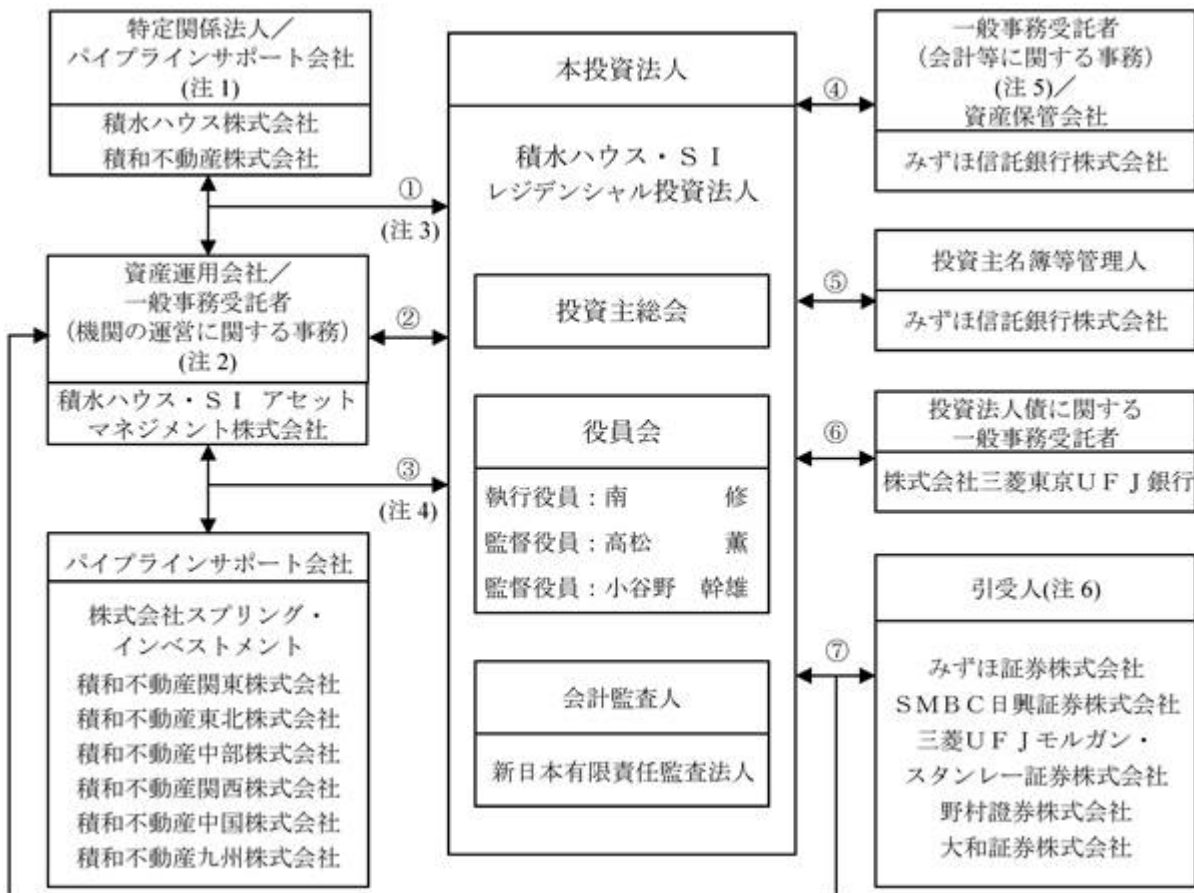 特定関係法人／
パイプラインサポート会社
(注 1)
積水ハウス株式会社
積和不動産株式会社
①
(注 3)
資産運用会社／
一般事務受託者
（機関の運営に関する事務）
(注 2)
積水ハウス・ＳＩ アセット
マネジメント株式会社
②
③
(注 4)
パイプラインサポート会社
株式会社スプリング・
インベストメント
積和不動産関東株式会社
積和不動産東北株式会社
積和不動産中部株式会社
積和不動産関西株式会社
積和不動産中国株式会社
積和不動産九州株式会社
本投資法人
積水ハウス・ＳＩ
レジデンシャル投資法人
投資主総会
役員会
執行役員：南　　　修
監督役員：高松　　薫
監督役員：小谷野　幹雄
会計監査人
新日本有限責任監査法人
④
一般事務受託者
（会計等に関する事務）
(注 5)／
資産保管会社
みずほ信託銀行株式会社
⑤
投資主名簿等管理人
みずほ信託銀行株式会社
⑥
投資法人債に関する
一般事務受託者
株式会社三菱東京ＵＦＪ銀行
⑦
引受人(注 6)
みずほ証券株式会社
ＳＭＢＣ日興証券株式会社
三菱ＵＦＪモルガン・
スタンレー証券株式会社
野村證券株式会社
大和証券株式会社